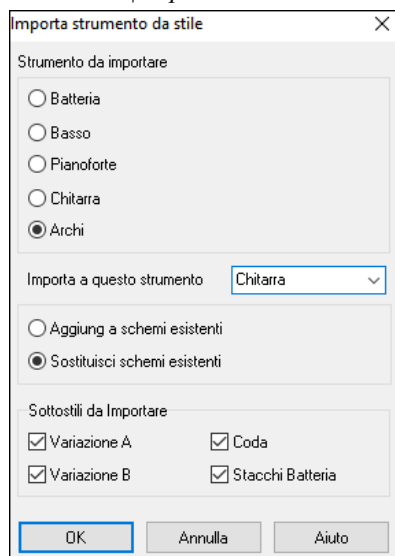 Importa strumento da stile
Strumento da importare
Batteria
Basso
Pianoforte
Chitarra
Archi
Importa a questo strumento Chitarra
Aggiung a schemi esistenti
Sostituisci schemi esistenti
Sottostili da Importare
Variazione A Coda
Variazione B Stacchi Batteria
OK Annulla Aiuto